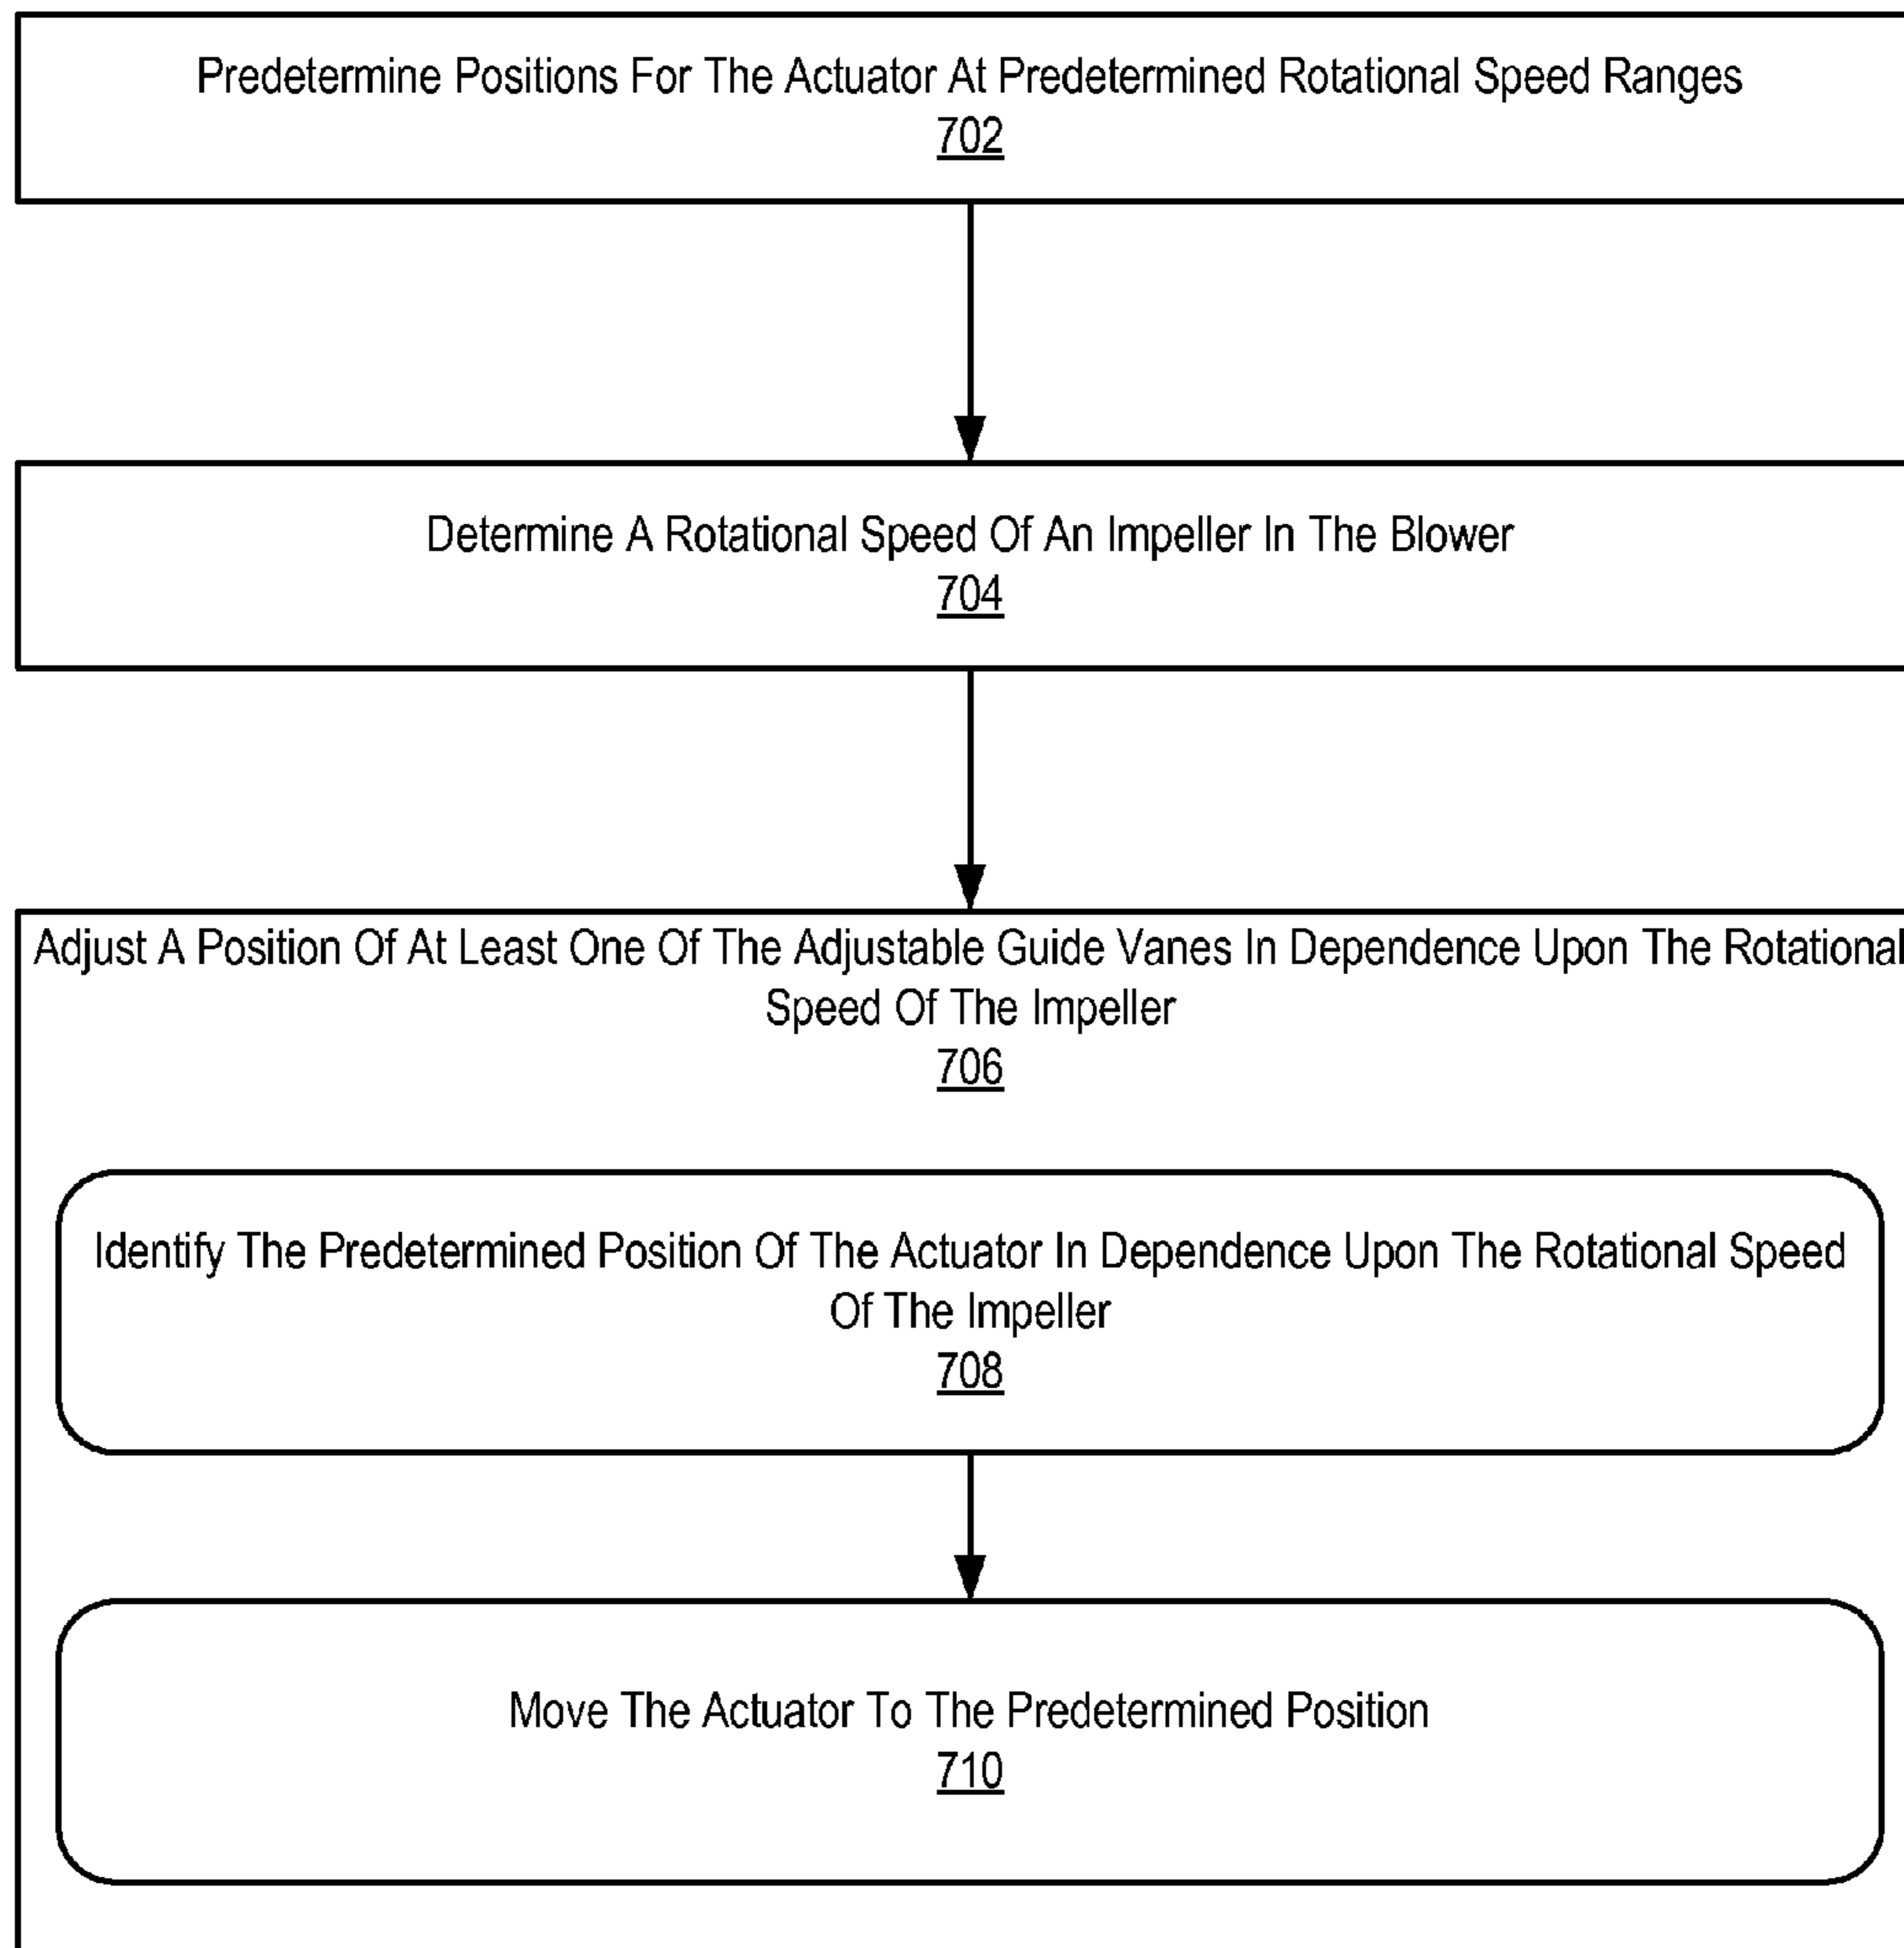 Predetermine Positions For The Actuator At Predetermined Rotational Speed Ranges
702
Determine A Rotational Speed Of An Impeller In The Blower
704
Adjust A Position Of At Least One Of The Adjustable Guide Vanes In Dependence Upon The Rotational
Speed Of The Impeller
706
Identify The Predetermined Position Of The Actuator In Dependence Upon The Rotational Speed
Of The Impeller
708
Move The Actuator To The Predetermined Position
710